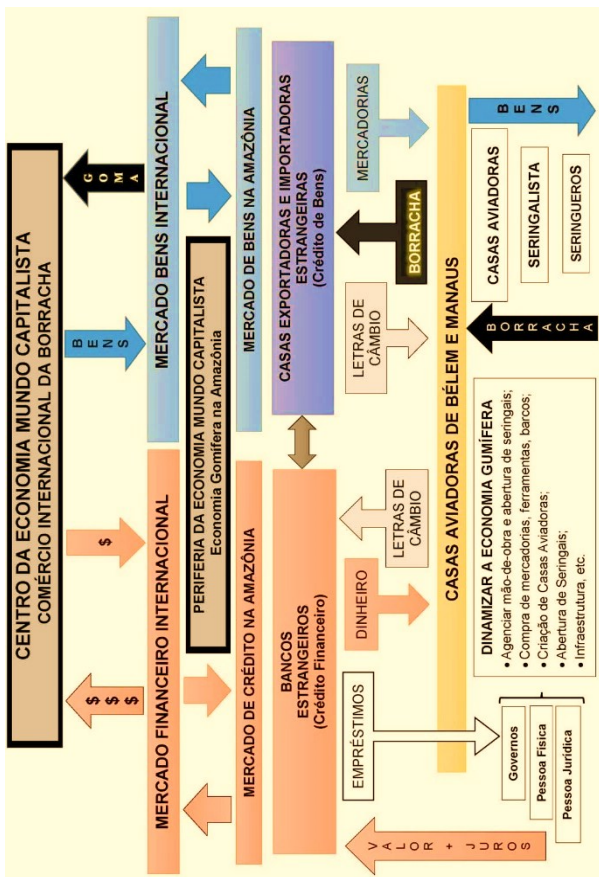 CENTRO DA ECONOMIA MUNDO CAPITALISTA
COMÉRCIO INTERNACIONAL DA BORRACHA
$$$
$
BENS
GOMA
MERCADO FINANCEIRO INTERNACIONAL
MERCADO BENS INTERNACIONAL
PERIFERIA DA ECONOMIA MUNDO CAPITALISTA
Economia Gomífera na Amazônia
MERCADO DE CRÉDITO NA AMAZÔNIA
MERCADO DE BENS NA AMAZÔNIA
BANCOS
ESTRANGEIROS
(Crédito Financeiro)
CASAS EXPORTADORAS E IMPORTADORAS
ESTRANGEIRAS
(Crédito de Bens)
VALOR + JUROS
EMPRÉSTIMOS
DINHEIRO
LETRAS DE
CÂMBIO
LETRAS DE
CÂMBIO
BORRACHA
MERCADORIAS
CASAS AVIADORAS DE BÉLEM E MANAUS
Governos
Pessoa Física
Pessoa Jurídica
DINAMIZAR A ECONOMIA GUMÍFERA
• Agenciar mão-de-obra e abertura de seringais;
• Compra de mercadorias, ferramentas, barcos;
• Criação de Casas Aviadoras;
• Abertura de Seringais;
• Infraestrutura, etc.
BORRACHA
CASAS AVIADORAS
SERINGALISTA
SERINGUEROS
BENS